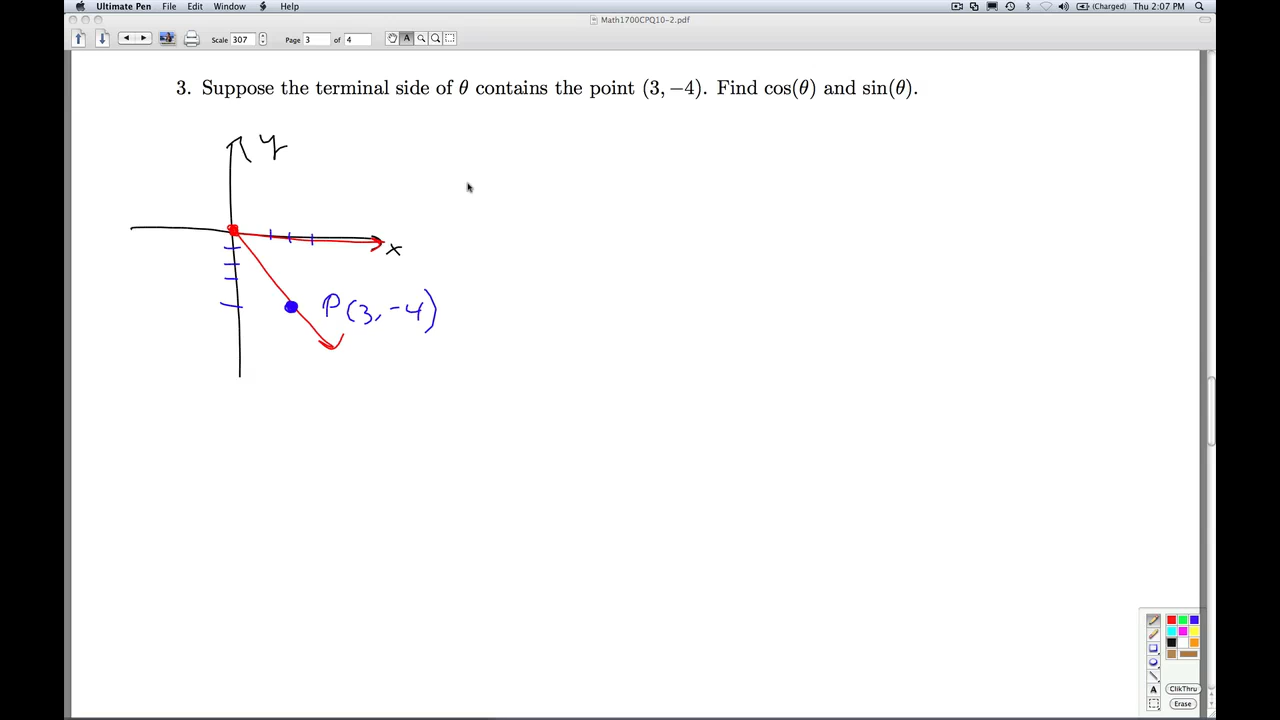 Ultimate Pen File Edit Window Help (Charged) Thu 2:07 PM
Math1700CPQ10-2.pdf
Scale 307 Page 3 of 4 A
3. Suppose the terminal side of θ contains the point (3, −4). Find cos(θ) and sin(θ).
y
x
P(3,-4)
A
ClikThru
Erase